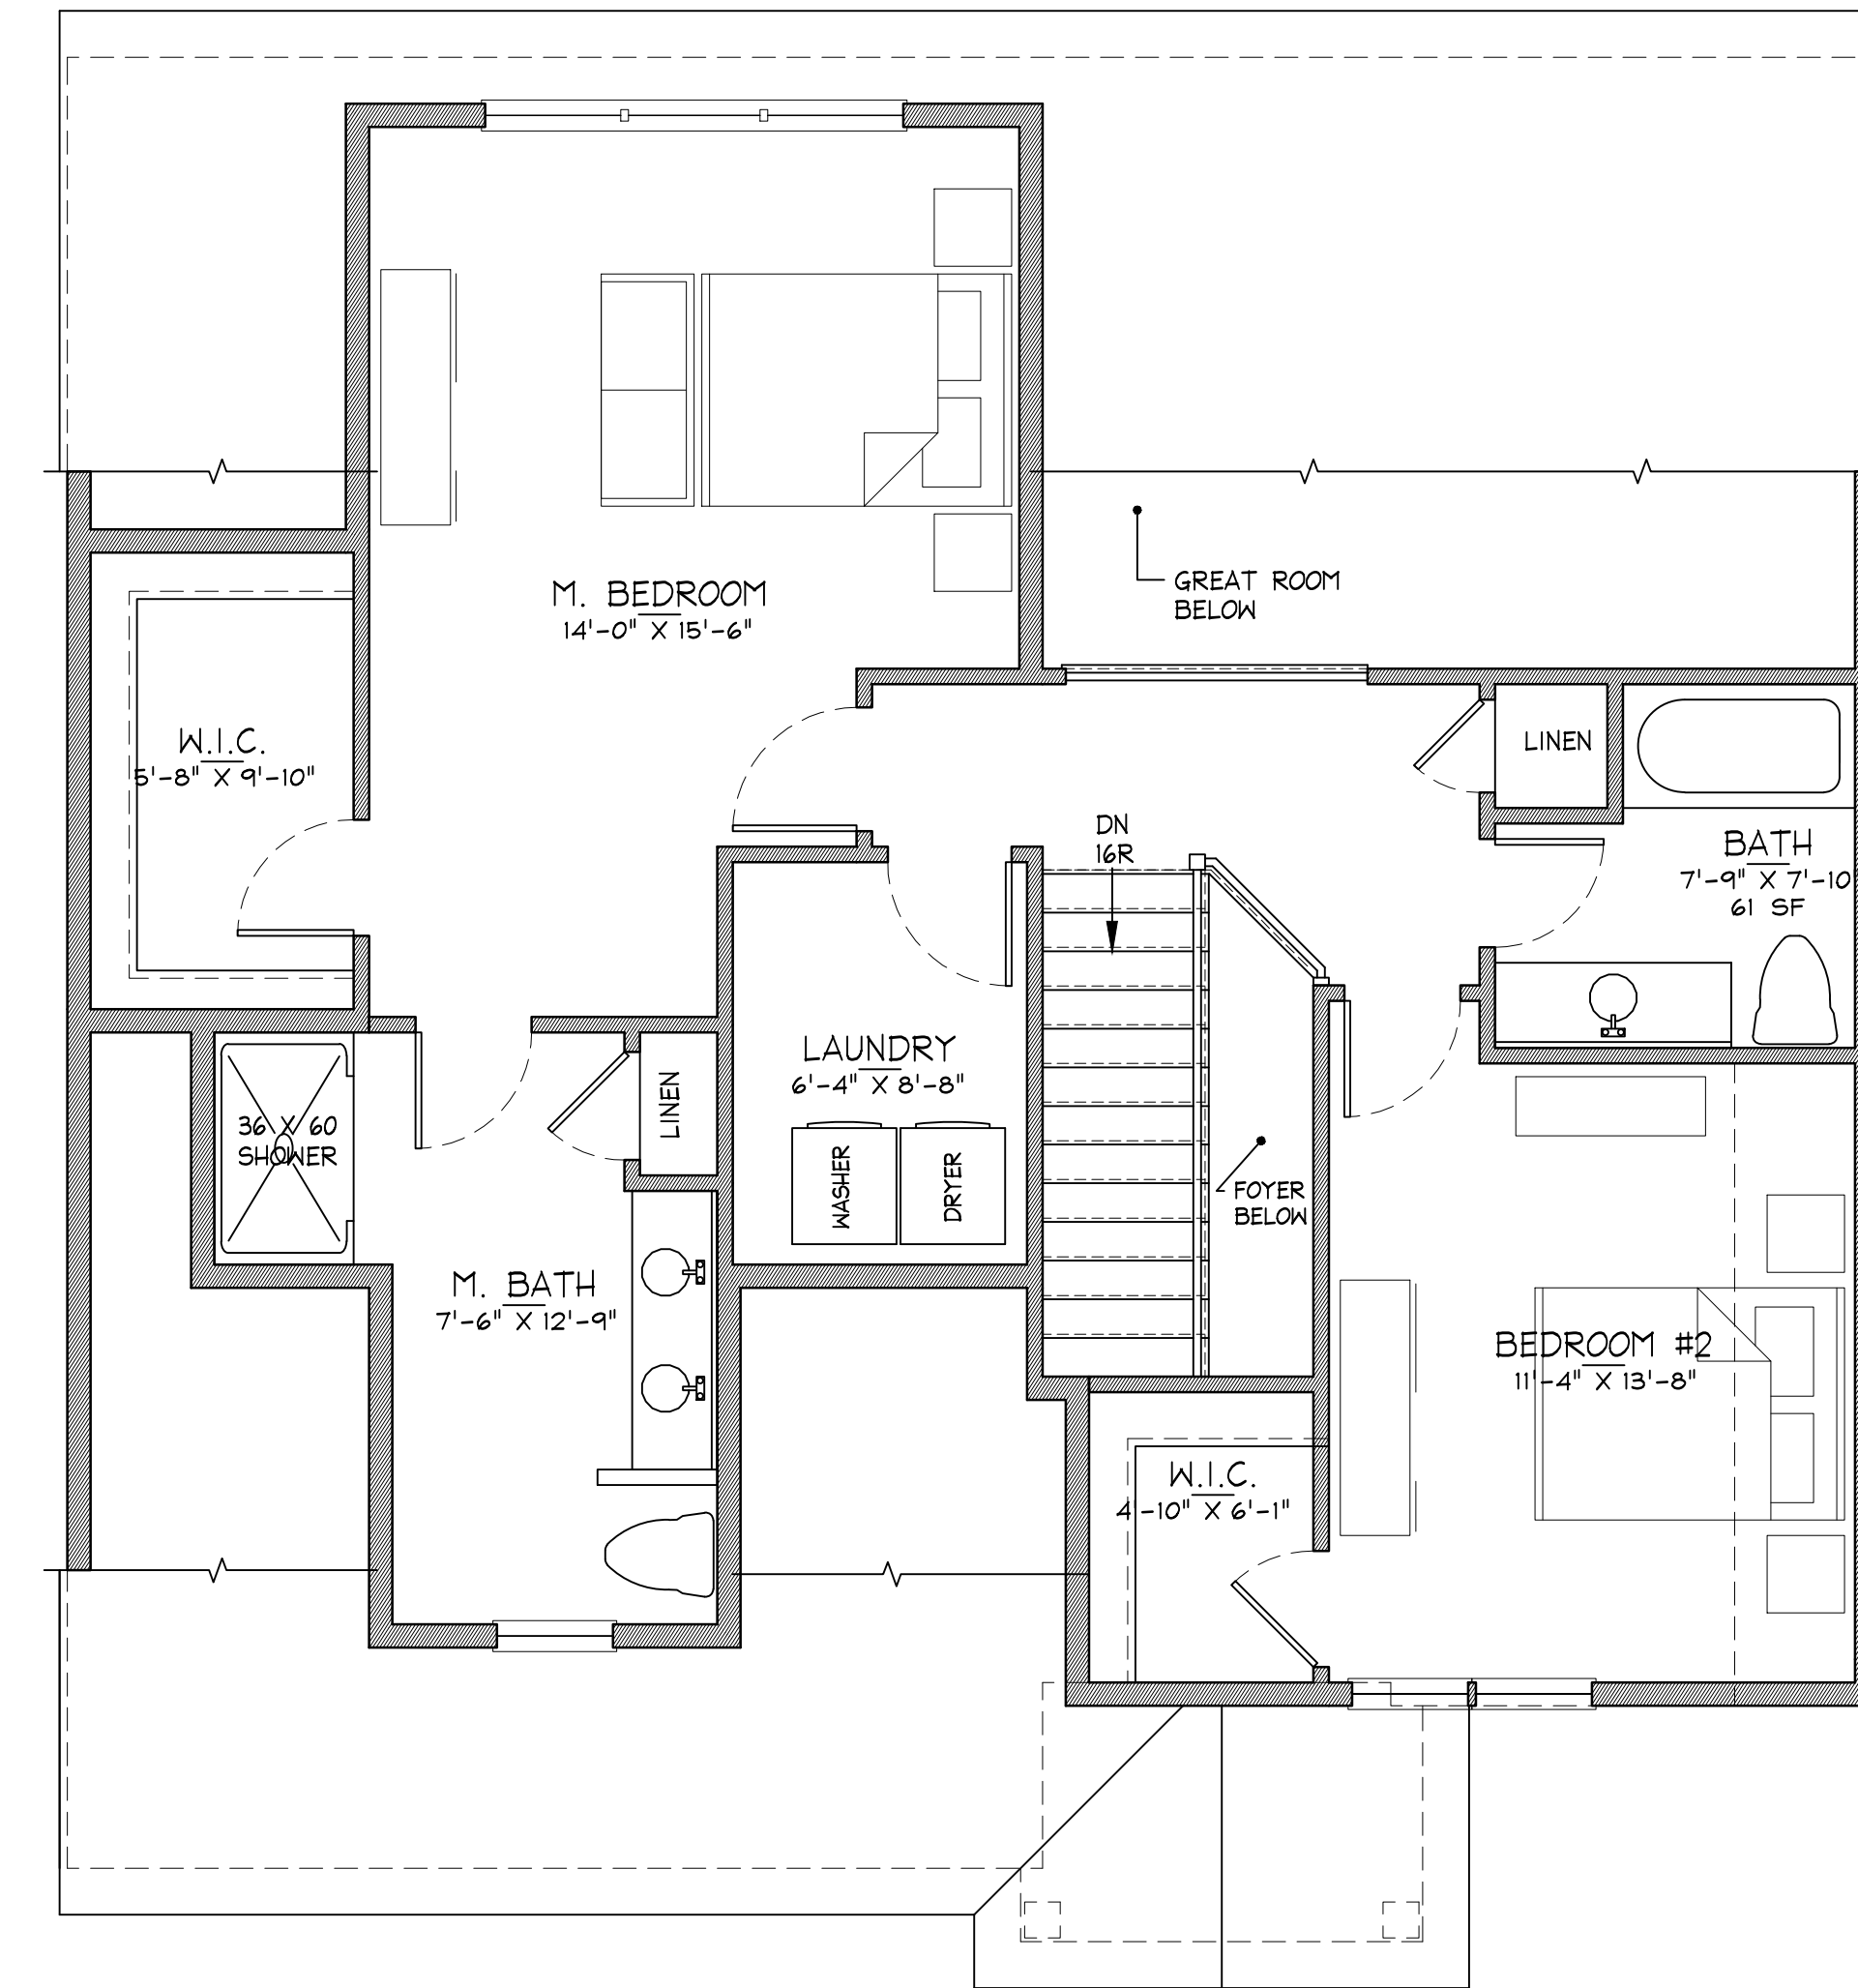 M. BEDROOM
14'-0" X 15'-6"
GREAT ROOM
BELOW
W.I.C.
5'-8" X 9'-10"
LINEN
DN
16R
BATH
7'-9" X 7'-10
61 SF
LAUNDRY
6'-4" X 8'-8"
LINEN
36 X 60
SHOWER
WASHER
DRYER
FOYER
BELOW
M. BATH
7'-6" X 12'-9"
BEDROOM #2
11'-4" X 13'-8"
W.I.C.
4'-10" X 6'-1"